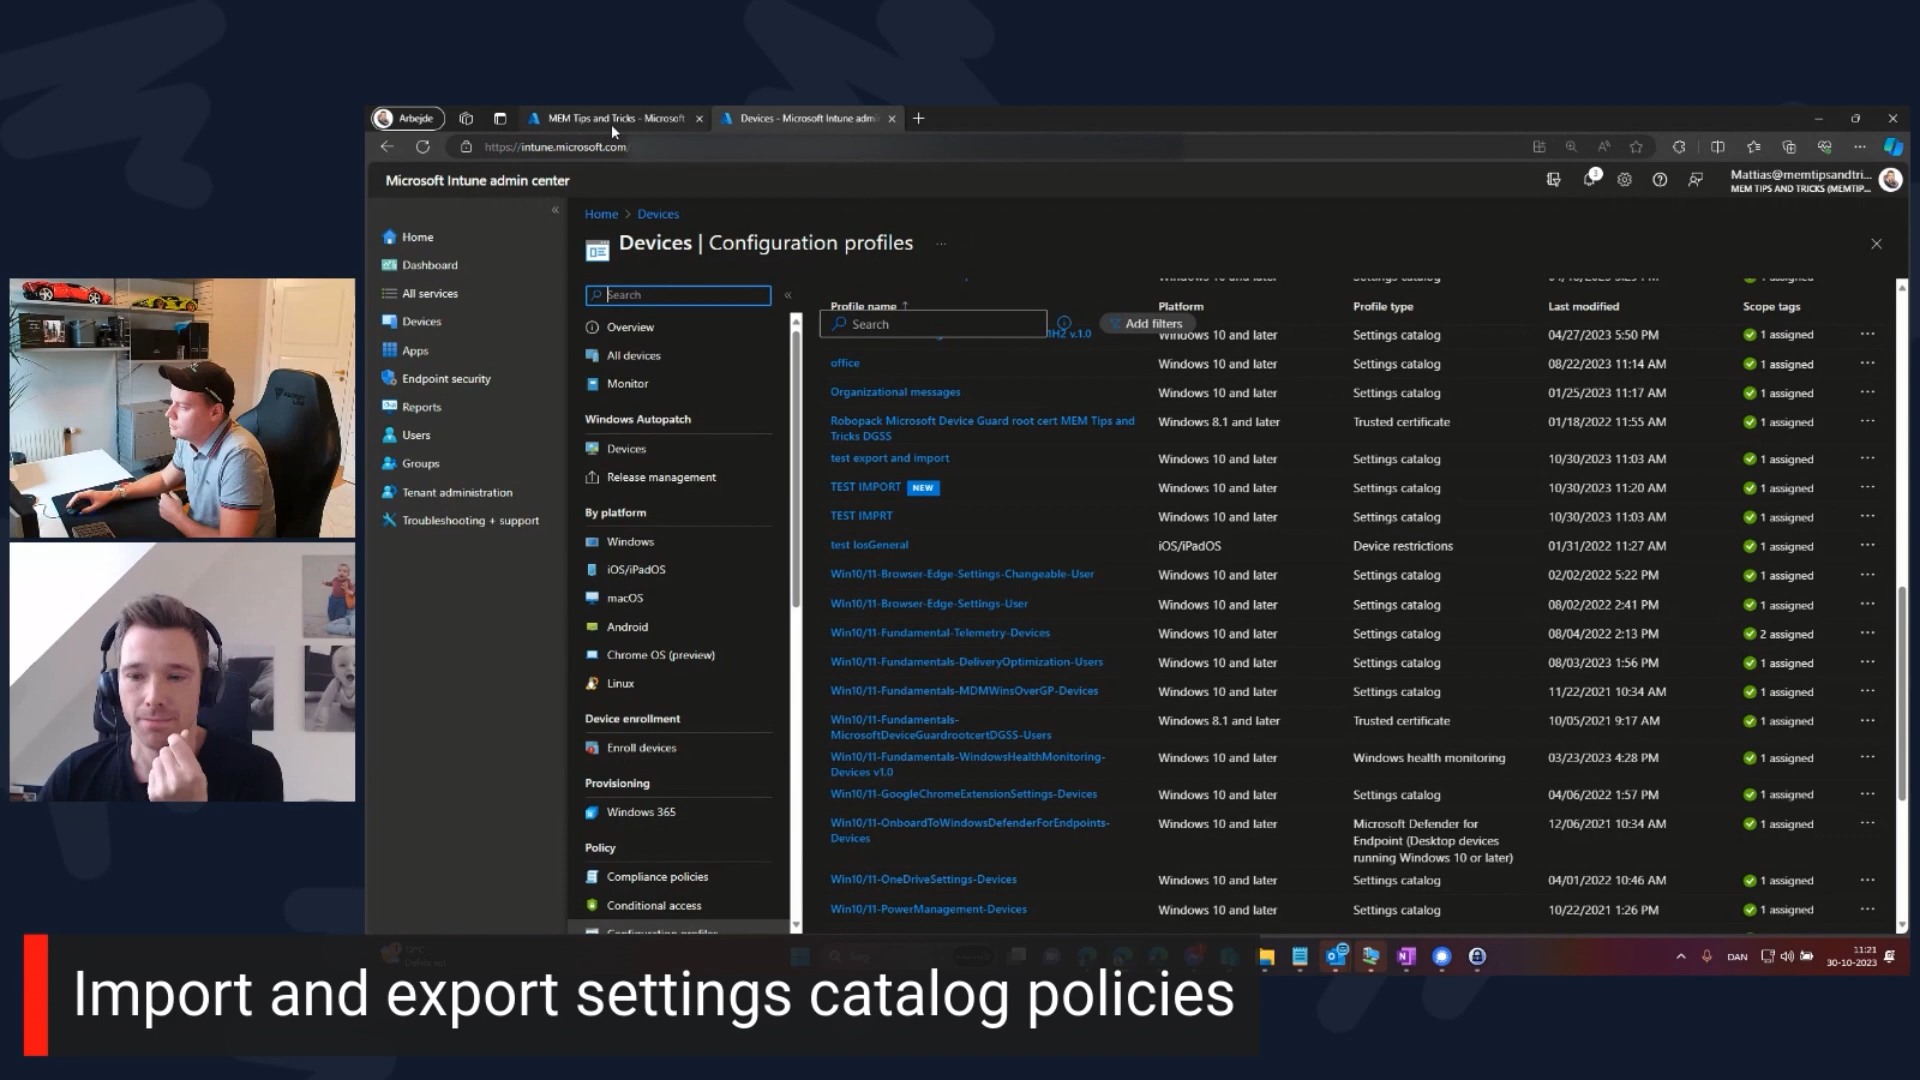 Arbejde
MEM Tips and Tricks - Microsoft
Devices - Microsoft Intune admi
https://intune.microsoft.com
Microsoft Intune admin center
Mattias@memtipsandtri...
MEM TIPS AND TRICKS (MEMTIP...
Home
Dashboard
All services
Devices
Apps
Endpoint security
Reports
Users
Groups
Tenant administration
Troubleshooting + support
Home > Devices
Devices | Configuration profiles
Search
Overview
All devices
Monitor
Windows Autopatch
Devices
Release management
By platform
Windows
iOS/iPadOS
macOS
Android
Chrome OS (preview)
Linux
Device enrollment
Enroll devices
Provisioning
Windows 365
Policy
Compliance policies
Conditional access
Configuration profiles
Search
Add filters
Profile name ↑ Platform Profile type Last modified Scope tags
1H2 v.1.0 Windows 10 and later Settings catalog 04/27/2023 5:50 PM 1 assigned
office Windows 10 and later Settings catalog 08/22/2023 11:14 AM 1 assigned
Organizational messages Windows 10 and later Settings catalog 01/25/2023 11:17 AM 1 assigned
Robopack Microsoft Device Guard root cert MEM Tips and Windows 8.1 and later Trusted certificate 01/18/2022 11:55 AM 1 assigned
Tricks DGSS
test export and import Windows 10 and later Settings catalog 10/30/2023 11:03 AM 1 assigned
TEST IMPORT NEW Windows 10 and later Settings catalog 10/30/2023 11:20 AM 1 assigned
TEST IMPRT Windows 10 and later Settings catalog 10/30/2023 11:03 AM 1 assigned
test IosGeneral iOS/iPadOS Device restrictions 01/31/2022 11:27 AM 1 assigned
Win10/11-Browser-Edge-Settings-Changeable-User Windows 10 and later Settings catalog 02/02/2022 5:22 PM 1 assigned
Win10/11-Browser-Edge-Settings-User Windows 10 and later Settings catalog 08/02/2022 2:41 PM 1 assigned
Win10/11-Fundamental-Telemetry-Devices Windows 10 and later Settings catalog 08/04/2022 2:13 PM 2 assigned
Win10/11-Fundamentals-DeliveryOptimization-Users Windows 10 and later Settings catalog 08/03/2023 1:56 PM 1 assigned
Win10/11-Fundamentals-MDMWinsOverGP-Devices Windows 10 and later Settings catalog 11/22/2021 10:34 AM 1 assigned
Win10/11-Fundamentals- Windows 8.1 and later Trusted certificate 10/05/2021 9:17 AM 1 assigned
MicrosoftDeviceGuardrootcertDGSS-Users
Win10/11-Fundamentals-WindowsHealthMonitoring- Windows 10 and later Windows health monitoring 03/23/2023 4:28 PM 1 assigned
Devices v1.0
Win10/11-GoogleChromeExtensionSettings-Devices Windows 10 and later Settings catalog 04/06/2022 1:57 PM 1 assigned
Win10/11-OnboardToWindowsDefenderForEndpoints- Windows 10 and later Microsoft Defender for 12/06/2021 10:34 AM 1 assigned
Devices Endpoint (Desktop devices
running Windows 10 or later)
Win10/11-OneDriveSettings-Devices Windows 10 and later Settings catalog 04/01/2022 10:46 AM 1 assigned
Win10/11-PowerManagement-Devices Windows 10 and later Settings catalog 10/22/2021 1:26 PM 1 assigned
DAN
11:21
30-10-2023
Import and export settings catalog policies